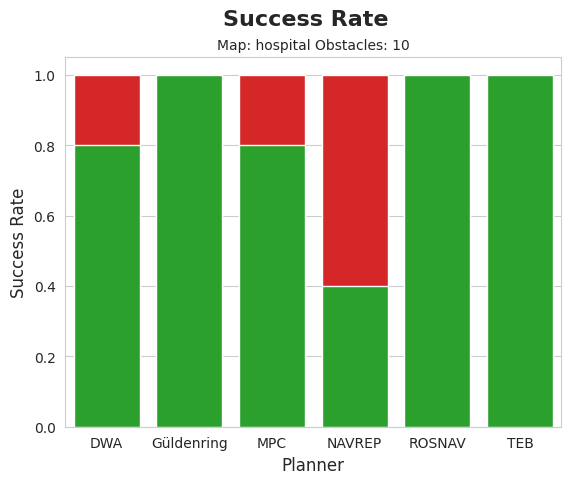 Success Rate
Map: hospital Obstacles: 10
1.0
0.8
0.6
0.4
0.2
0.0
Success Rate
DWA Güldenring MPC NAVREP ROSNAV TEB
Planner